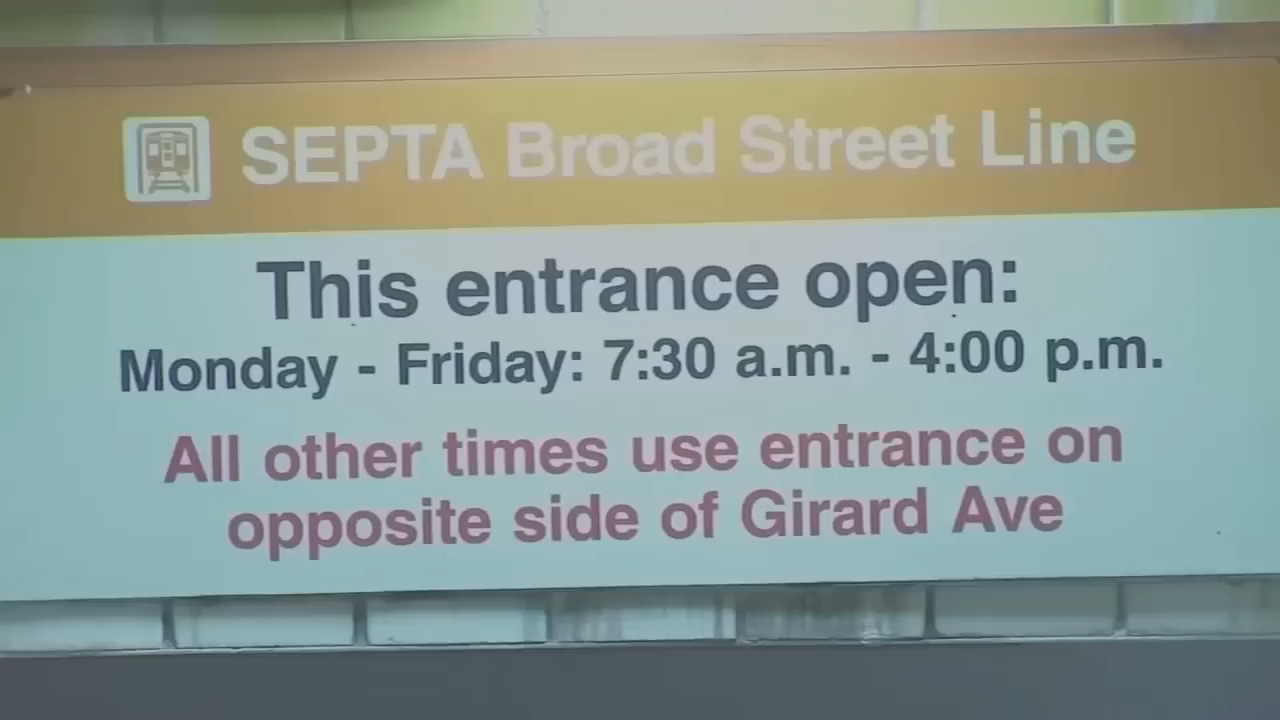 SEPTA Broad Street Line
This entrance open:
Monday - Friday: 7:30 a.m. - 4:00 p.m.
All other times use entrance on
opposite side of Girard Ave